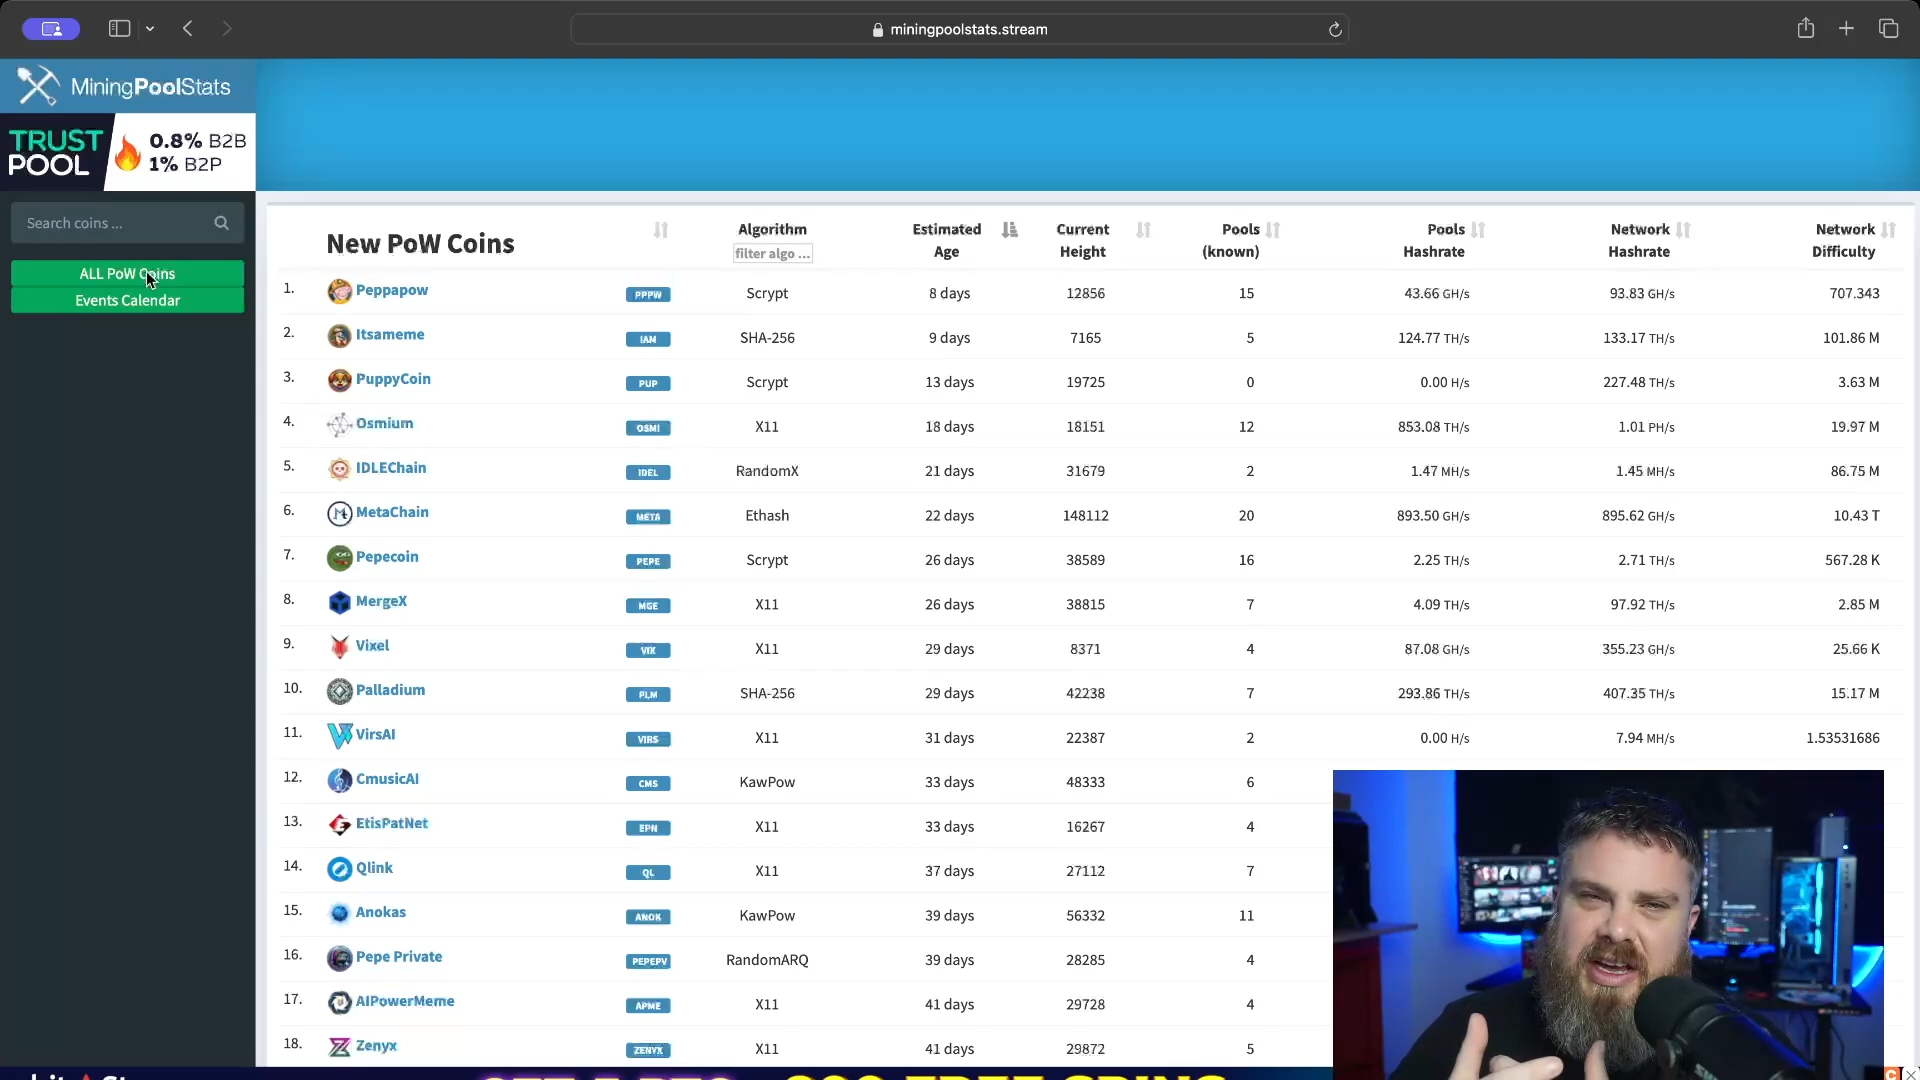 miningpoolstats.stream
MiningPoolStats
TRUST POOL
0.8% B2B
1% B2P
Search coins ...
ALL PoW Coins
Events Calendar
New PoW Coins Algorithm Estimated Age Current Height Pools (known) Pools Hashrate Network Hashrate Network Difficulty
filter algo ...
1. Peppapow PPPW Scrypt 8 days 12856 15 43.66 GH/s 93.83 GH/s 707.343
2. Itsameme IAM SHA-256 9 days 7165 5 124.77 TH/s 133.17 TH/s 101.86 M
3. PuppyCoin PUP Scrypt 13 days 19725 0 0.00 H/s 227.48 TH/s 3.63 M
4. Osmium OSMI X11 18 days 18151 12 853.08 TH/s 1.01 PH/s 19.97 M
5. IDLEChain IDEL RandomX 21 days 31679 2 1.47 MH/s 1.45 MH/s 86.75 M
6. MetaChain META Ethash 22 days 148112 20 893.50 GH/s 895.62 GH/s 10.43 T
7. Pepecoin PEPE Scrypt 26 days 38589 16 2.25 TH/s 2.71 TH/s 567.28 K
8. MergeX MGE X11 26 days 38815 7 4.09 TH/s 97.92 TH/s 2.85 M
9. Vixel VIX X11 29 days 8371 4 87.08 GH/s 355.23 GH/s 25.66 K
10. Palladium PLM SHA-256 29 days 42238 7 293.86 TH/s 407.35 TH/s 15.17 M
11. VirsAI VIRS X11 31 days 22387 2 0.00 H/s 7.94 MH/s 1.53531686
12. CmusicAI CMS KawPow 33 days 48333 6
13. EtisPatNet EPN X11 33 days 16267 4
14. Qlink QL X11 37 days 27112 7
15. Anokas ANOK KawPow 39 days 56332 11
16. Pepe Private PEPEPV RandomARQ 39 days 28285 4
17. AIPowerMeme APME X11 41 days 29728 4
18. Zenyx ZENYX X11 41 days 29872 5